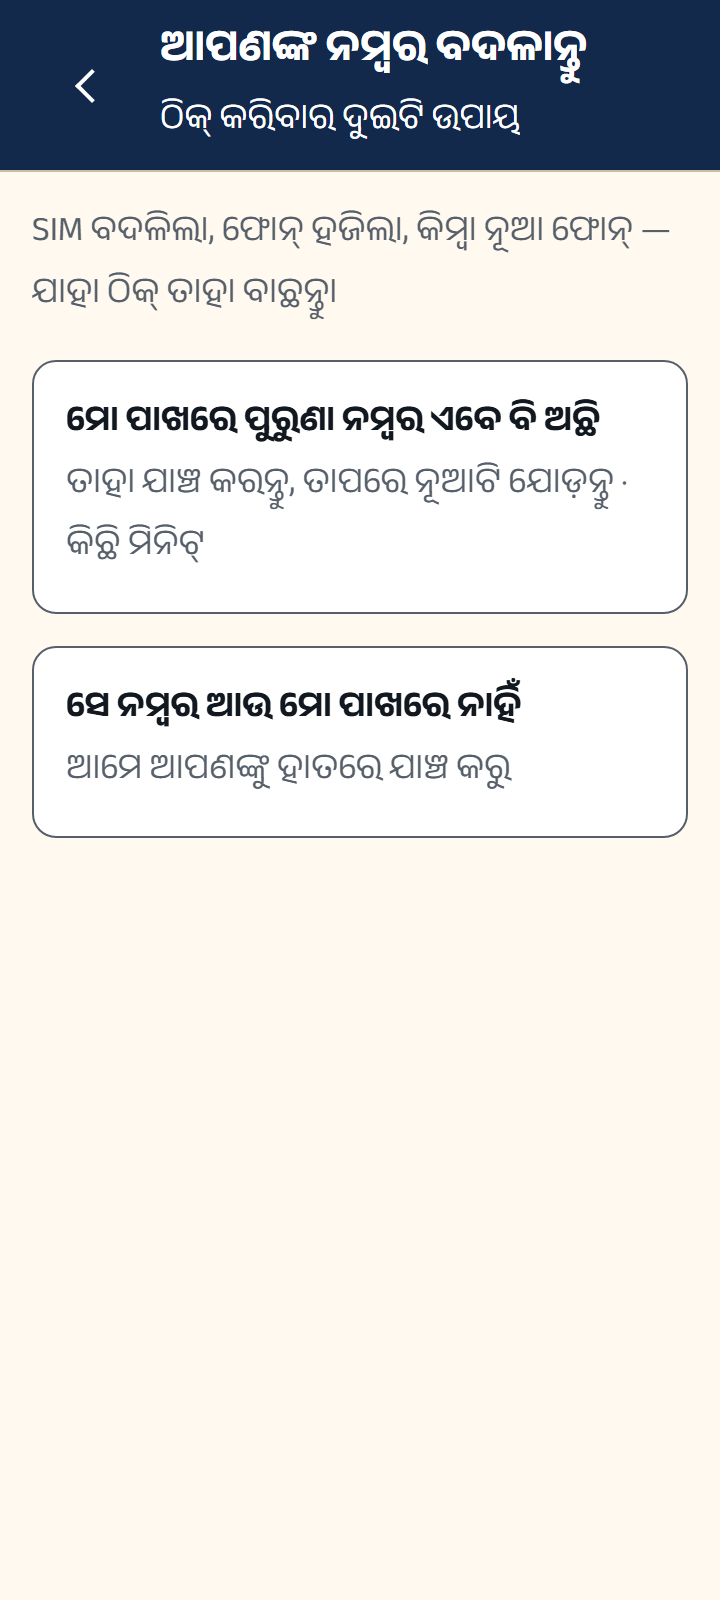 ଆପଣଙ୍କ ନମ୍ବର ବଦଳାନ୍ତୁ
ଠିକ୍ କରିବାର ଦୁଇଟି ଉପାୟ
SIM ବଦଳିଲା, ଫୋନ୍ ହଜିଲା, କିମ୍ବା ନୂଆ ଫୋନ୍ —
ଯାହା ଠିକ୍ ତାହା ବାଛନ୍ତୁ।
ମୋ ପାଖରେ ପୁରୁଣା ନମ୍ବର ଏବେ ବି ଅଛି
ତାହା ଯାଞ୍ଚ କରନ୍ତୁ, ତାପରେ ନୂଆଟି ଯୋଡ଼ନ୍ତୁ ·
କିଛି ମିନିଟ୍
ସେ ନମ୍ବର ଆଉ ମୋ ପାଖରେ ନାହିଁ
ଆମେ ଆପଣଙ୍କୁ ହାତରେ ଯାଞ୍ଚ କରୁ